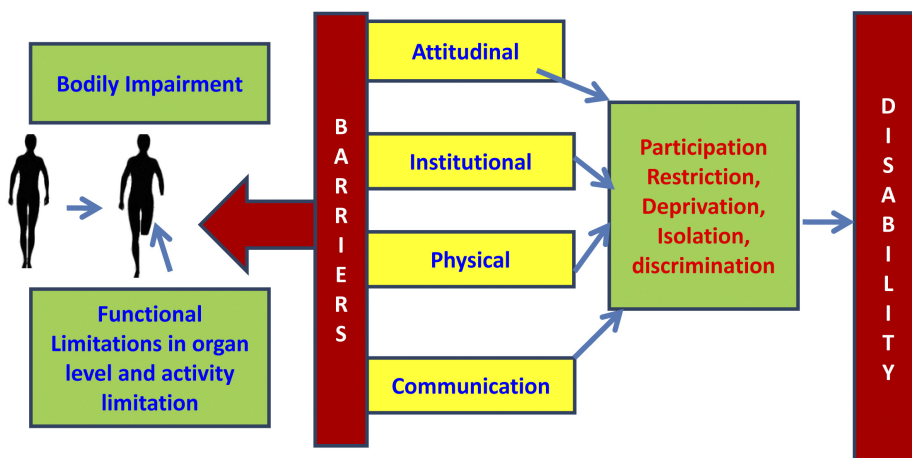 Bodily Impairment
Functional
Limitations in organ
level and activity
limitation
B
A
R
R
I
E
R
S
Attitudinal
Institutional
Physical
Communication
Participation
Restriction,
Deprivation,
Isolation,
discrimination
D
I
S
A
B
I
L
I
T
Y